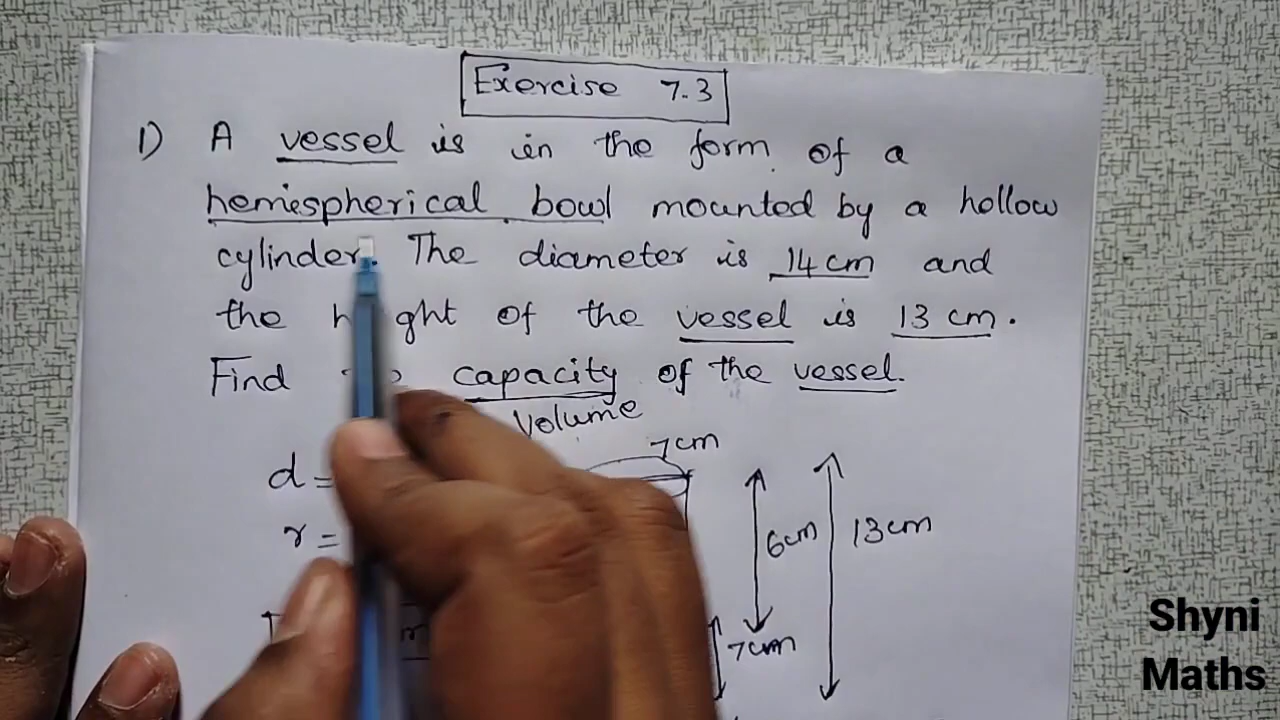 Exercise 7.3
1) A vessel is in the form of a
hemispherical bowl mounted by a hollow
cylinder. The diameter is 14 cm and
the ght of the vessel is 13 cm.
Find capacity of the vessel.
Volume
7cm
d =
r =
6cm
13cm
7cm
Shyni
Maths